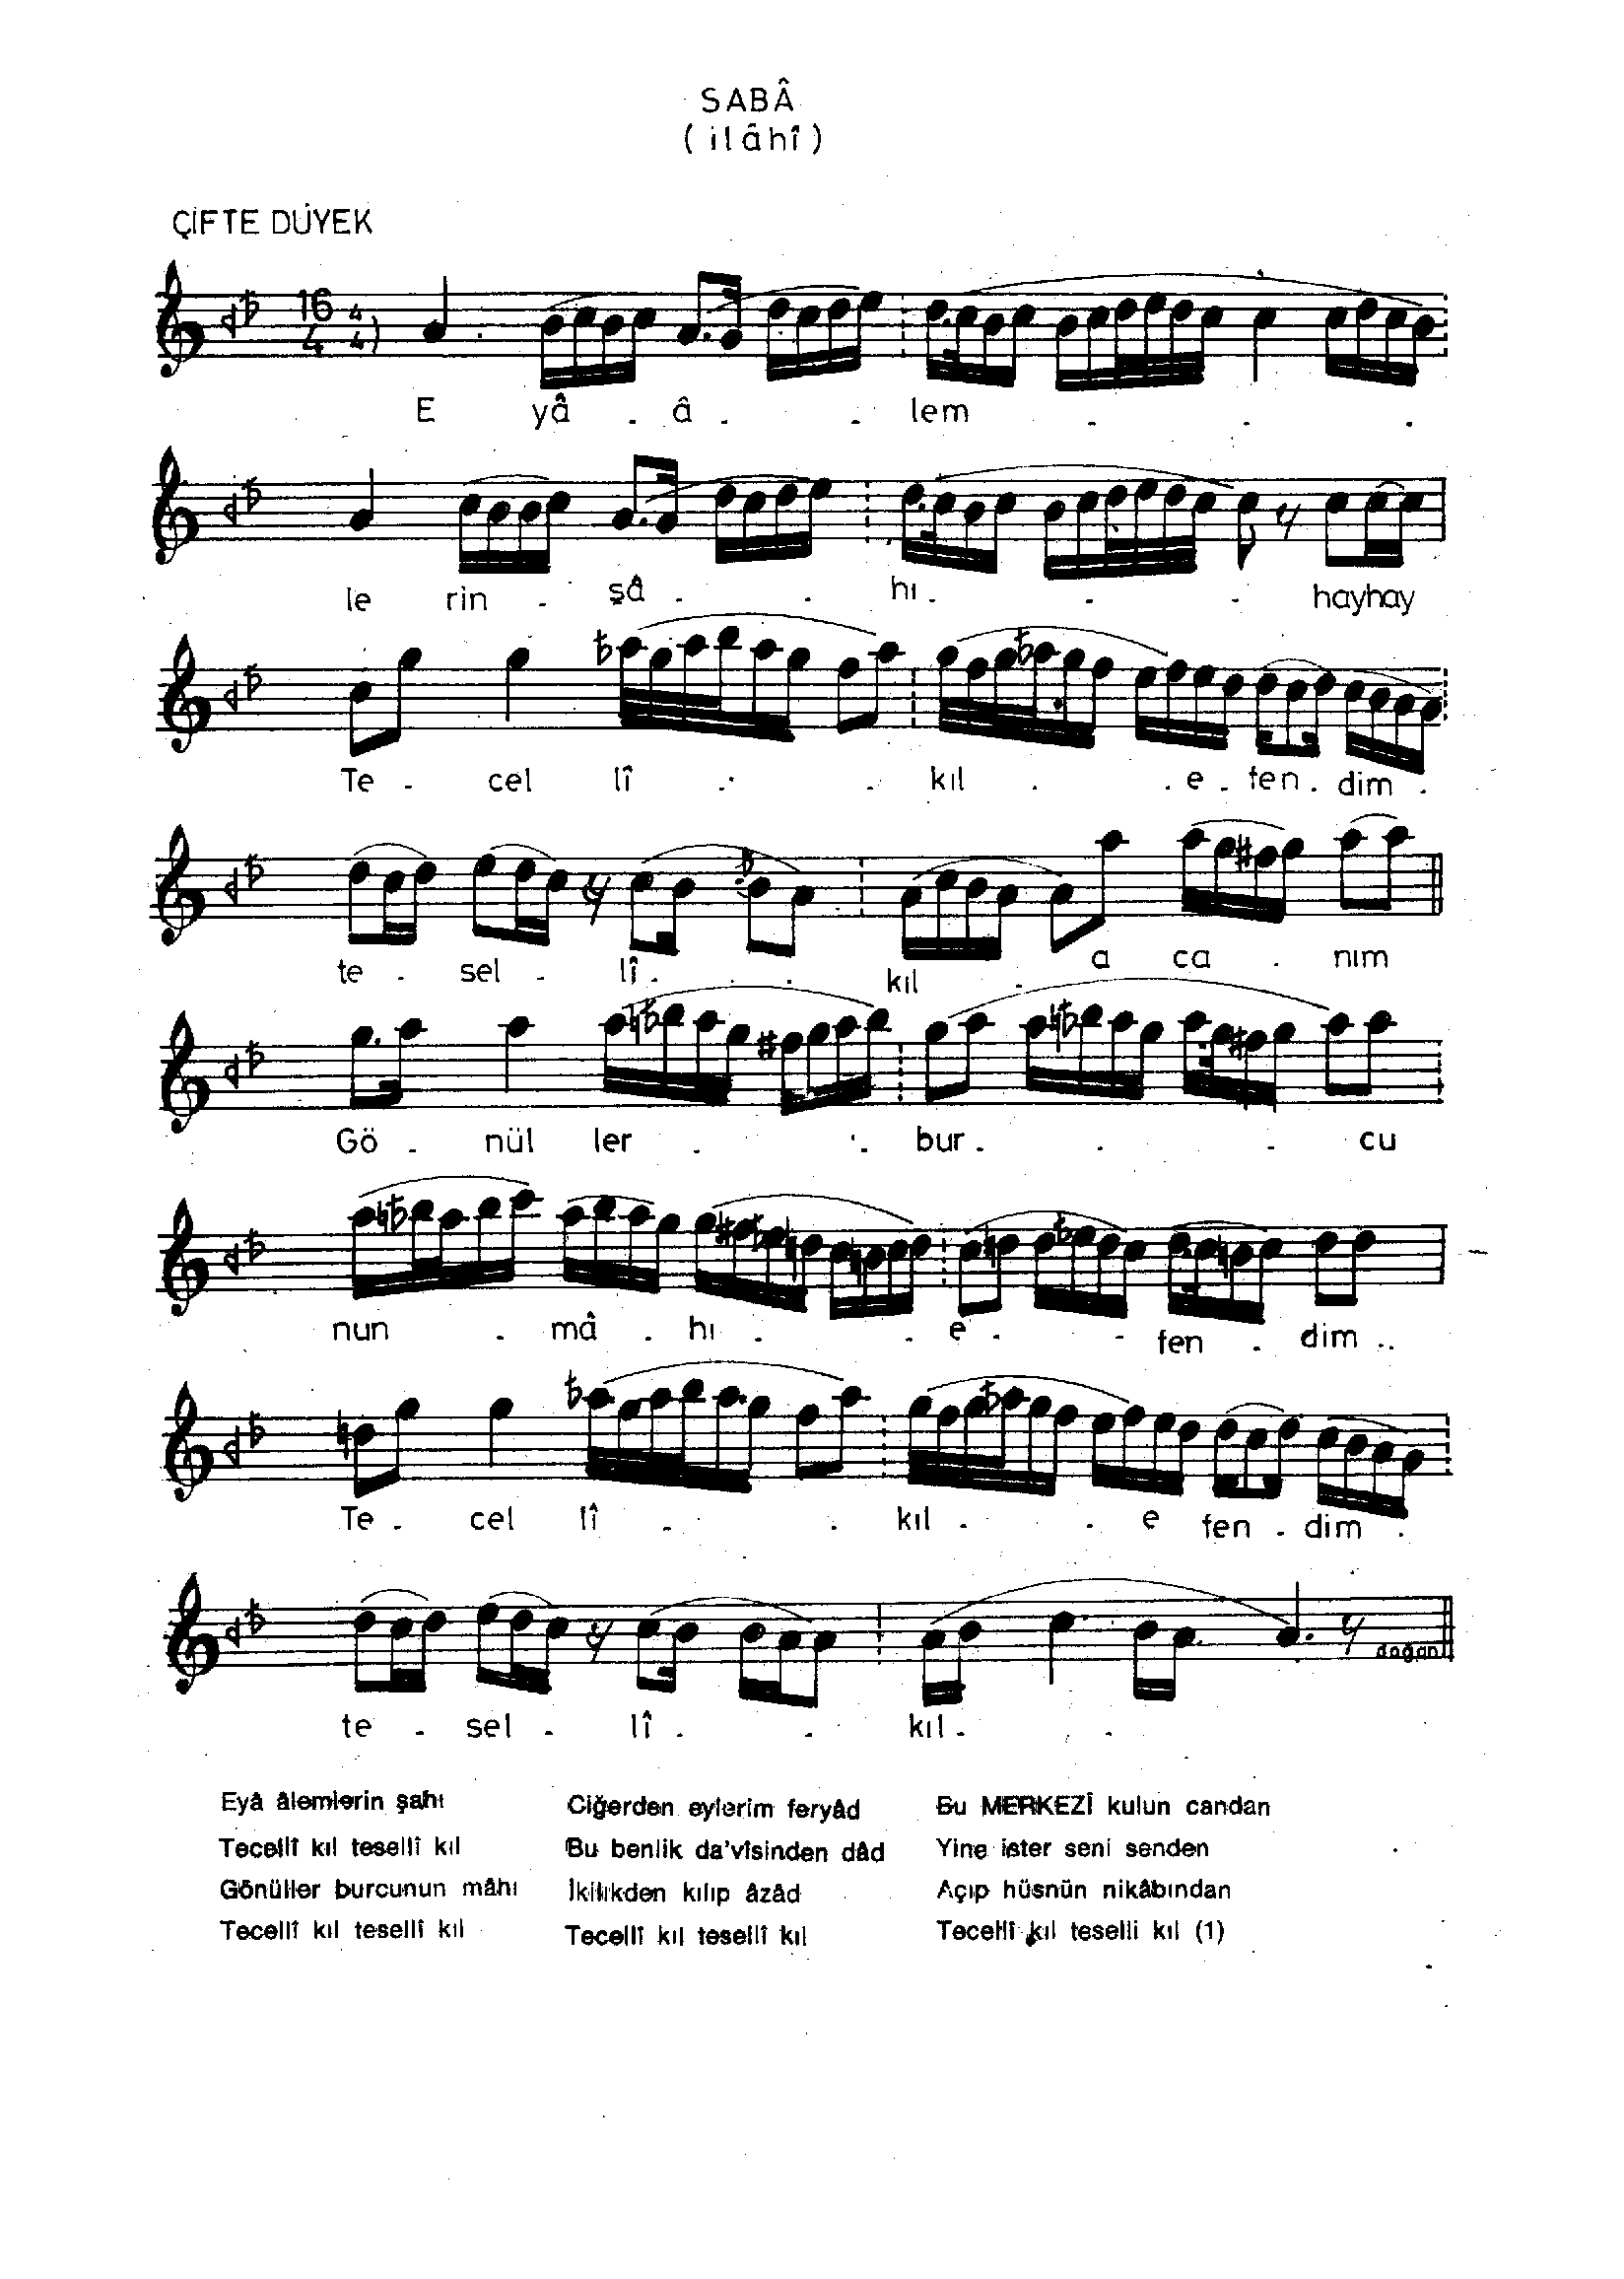 SABÂ
(ilâhî)
ÇİFTE DÜYEK
16
4
4
4)
E yâ . â . . lem . . .
le rin . şâ . . hı . . . hayhay
Te . cel lî . . kıl . . e . fen . dim .
te . sel . lî . . kıl . a ca . nım
Gö . nül ler . . bur . . . cu
nun . mâ . hı . . e . . fen . dim ..
Te . cel lî . . kıl . . e fen . dim .
te . sel . lî . . kıl . .
doğan
Eyâ âlemlerin şahı
Tecellî kıl tesellî kıl
Gönüller burcunun mâhı
Tecellî kıl tesellî kıl
Ciğerden eylerim feryâd
Bu benlik da'vîsinden dâd
İkilikden kılıp âzâd
Tecellî kıl tesellî kıl
Bu MERKEZÎ kulun candan
Yine ister seni senden
Açıp hüsnün nikâbından
Tecellî kıl teselli kıl (1)